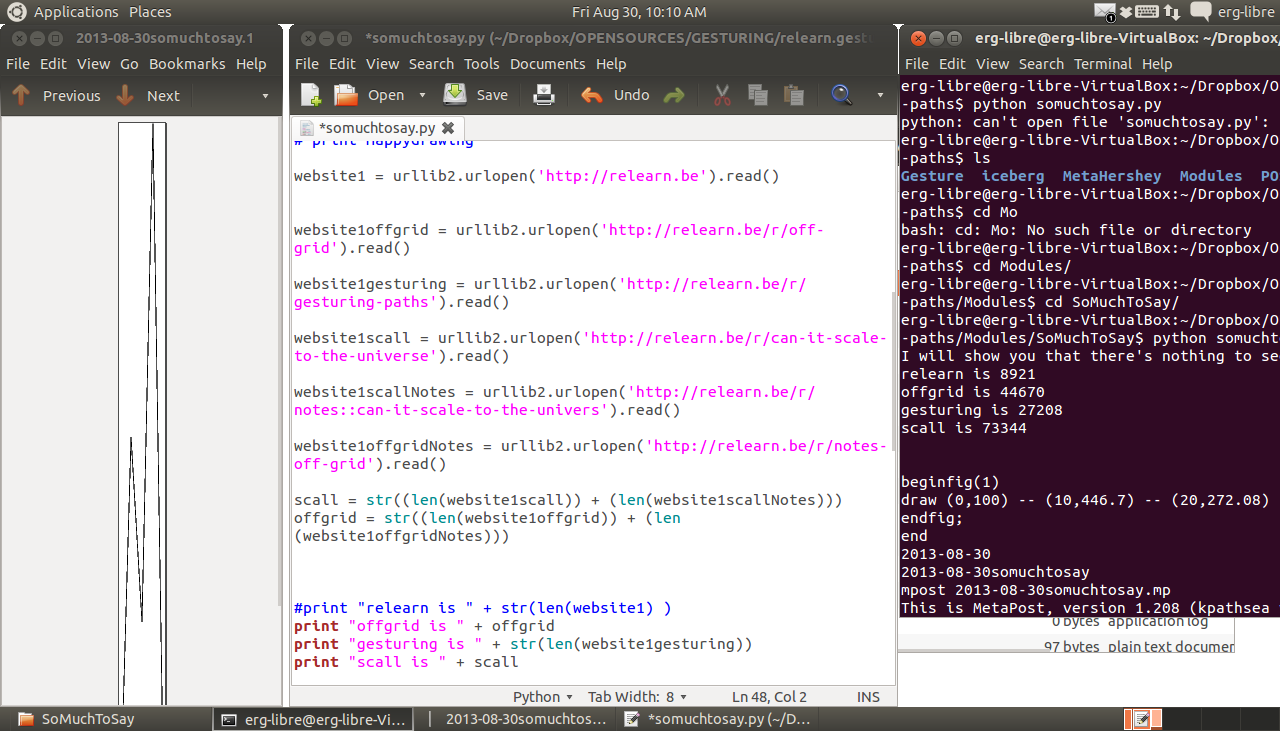 Applications Places
Fri Aug 30, 10:10 AM
1
erg-libre
2013-08-30somuchtosay.1
File Edit View Go Bookmarks Help
Previous Next
*somuchtosay.py (~/Dropbox/OPENSOURCES/GESTURING/relearn.gest
File Edit View Search Tools Documents Help
Open Save Undo
*somuchtosay.py
# print happydrawing
website1 = urllib2.urlopen('http://relearn.be').read()
website1offgrid = urllib2.urlopen('http://relearn.be/r/off-
grid').read()
website1gesturing = urllib2.urlopen('http://relearn.be/r/
gesturing-paths').read()
website1scall = urllib2.urlopen('http://relearn.be/r/can-it-scale-
to-the-universe').read()
website1scallNotes = urllib2.urlopen('http://relearn.be/r/
notes::can-it-scale-to-the-univers').read()
website1offgridNotes = urllib2.urlopen('http://relearn.be/r/notes-
off-grid').read()
scall = str((len(website1scall)) + (len(website1scallNotes)))
offgrid = str((len(website1offgrid)) + (len
(website1offgridNotes)))
#print "relearn is " + str(len(website1) )
print "offgrid is " + offgrid
print "gesturing is " + str(len(website1gesturing))
print "scall is " + scall
Python Tab Width: 8 Ln 48, Col 2 INS
erg-libre@erg-libre-VirtualBox: ~/Dropbox/
File Edit View Search Terminal Help
erg-libre@erg-libre-VirtualBox:~/Dropbox/O
-paths$ python somuchtosay.py
python: can't open file 'somuchtosay.py':
erg-libre@erg-libre-VirtualBox:~/Dropbox/O
-paths$ ls
Gesture iceberg MetaHershey Modules PO
erg-libre@erg-libre-VirtualBox:~/Dropbox/O
-paths$ cd Mo
bash: cd: Mo: No such file or directory
erg-libre@erg-libre-VirtualBox:~/Dropbox/O
-paths$ cd Modules/
erg-libre@erg-libre-VirtualBox:~/Dropbox/O
-paths/Modules$ cd SoMuchToSay/
erg-libre@erg-libre-VirtualBox:~/Dropbox/O
-paths/Modules/SoMuchToSay$ python somuchto
I will show you that there's nothing to see
relearn is 8921
offgrid is 44670
gesturing is 27208
scall is 73344
beginfig(1)
draw (0,100) -- (10,446.7) -- (20,272.08)
endfig;
end
2013-08-30
2013-08-30somuchtosay
mpost 2013-08-30somuchtosay.mp
This is MetaPost, version 1.208 (kpathsea
0 bytes application log
97 bytes plain text documen
SoMuchToSay
erg-libre@erg-libre-Vi...
2013-08-30somuchtos...
*somuchtosay.py (~/D...